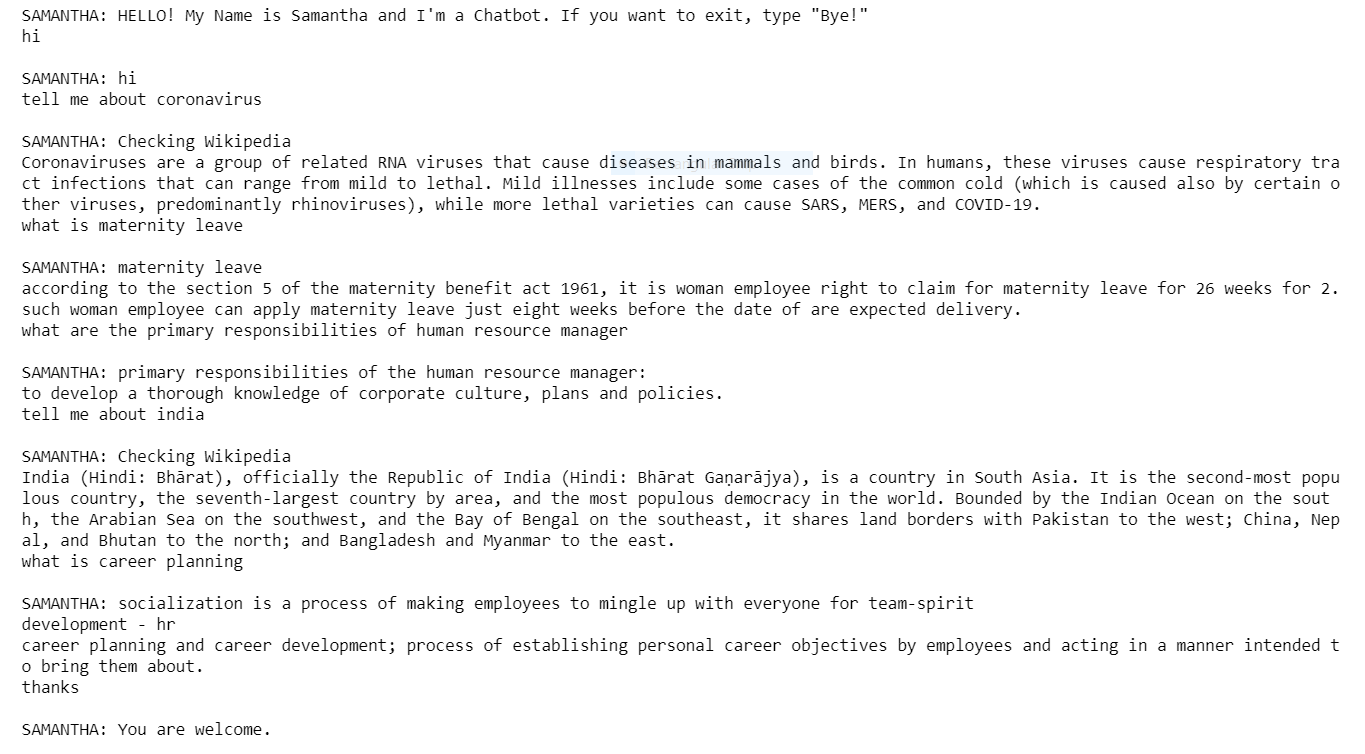 SAMANTHA: HELLO! My Name is Samantha and I'm a Chatbot. If you want to exit, type "Bye!"
hi
SAMANTHA: hi
tell me about coronavirus
SAMANTHA: Checking Wikipedia
Coronaviruses are a group of related RNA viruses that cause diseases in mammals and birds. In humans, these viruses cause respiratory tra
ct infections that can range from mild to lethal. Mild illnesses include some cases of the common cold (which is caused also by certain o
ther viruses, predominantly rhinoviruses), while more lethal varieties can cause SARS, MERS, and COVID-19.
what is maternity leave
SAMANTHA: maternity leave
according to the section 5 of the maternity benefit act 1961, it is woman employee right to claim for maternity leave for 26 weeks for 2.
such woman employee can apply maternity leave just eight weeks before the date of are expected delivery.
what are the primary responsibilities of human resource manager
SAMANTHA: primary responsibilities of the human resource manager:
to develop a thorough knowledge of corporate culture, plans and policies.
tell me about india
SAMANTHA: Checking Wikipedia
India (Hindi: Bhārat), officially the Republic of India (Hindi: Bhārat Gaṇarājya), is a country in South Asia. It is the second-most popu
lous country, the seventh-largest country by area, and the most populous democracy in the world. Bounded by the Indian Ocean on the sout
h, the Arabian Sea on the southwest, and the Bay of Bengal on the southeast, it shares land borders with Pakistan to the west; China, Nep
al, and Bhutan to the north; and Bangladesh and Myanmar to the east.
what is career planning
SAMANTHA: socialization is a process of making employees to mingle up with everyone for team-spirit
development - hr
career planning and career development; process of establishing personal career objectives by employees and acting in a manner intended t
o bring them about.
thanks
SAMANTHA: You are welcome.